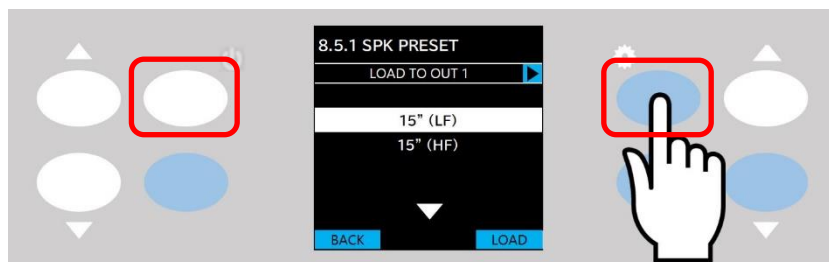 8.5.1 SPK PRESET
LOAD TO OUT 1
15” (LF)
15” (HF)
BACK LOAD